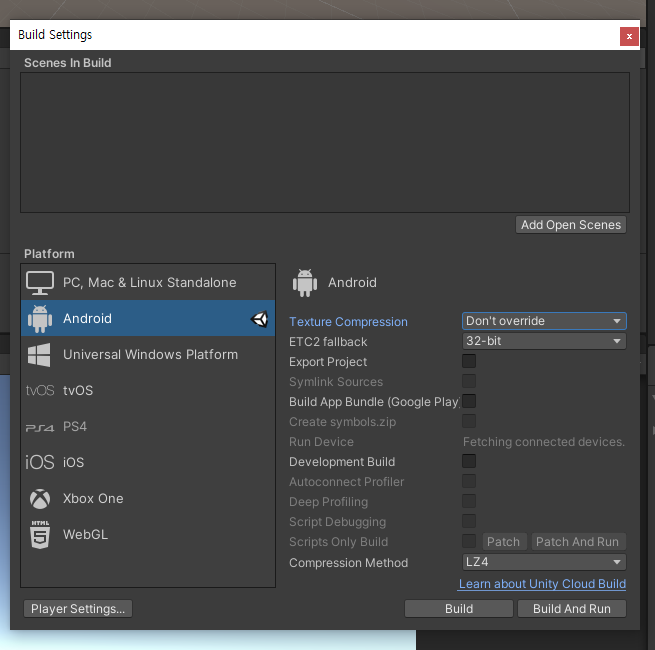 Build Settings
x
Scenes In Build
Add Open Scenes
Platform
PC, Mac & Linux Standalone
Android
Universal Windows Platform
tvOS tvOS
PS4 PS4
iOS iOS
Xbox One
HTML WebGL
Player Settings...
Android
Texture Compression Don't override
ETC2 fallback 32-bit
Export Project
Symlink Sources
Build App Bundle (Google Play
Create symbols.zip
Run Device Fetching connected devices.
Development Build
Autoconnect Profiler
Deep Profiling
Script Debugging
Scripts Only Build Patch Patch And Run
Compression Method LZ4
Learn about Unity Cloud Build
Build Build And Run